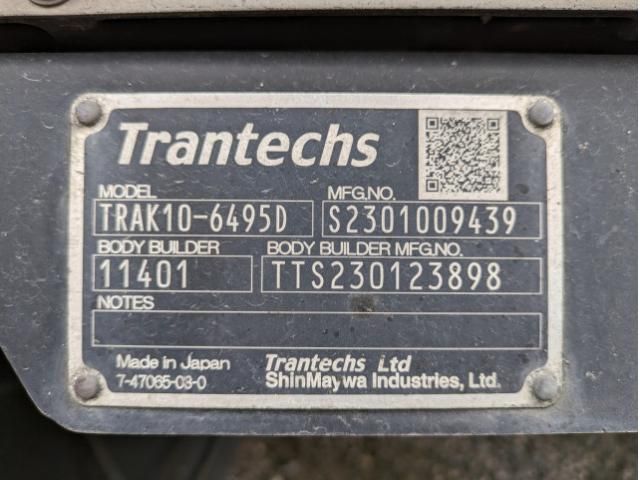 Trantechs
MODEL MFG.NO.
TRAK10-6495D S2301009439
BODY BUILDER BODY BUILDER MFG.NO.
11401 TTS230123898
NOTES
Made in Japan Trantechs Ltd
7-47065-03-0 ShinMaywa Industries, Ltd.